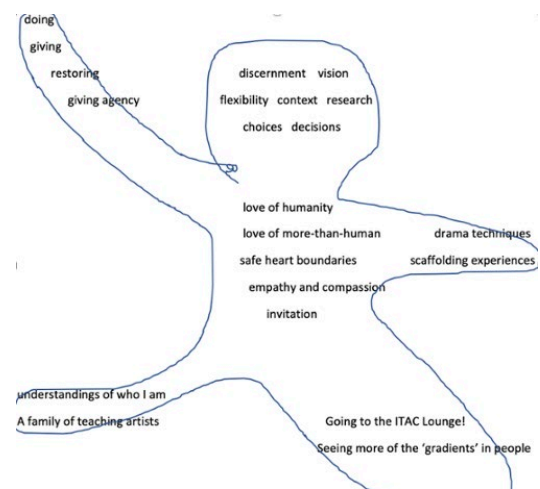 doing
giving
restoring
giving agency
discernment vision
flexibility context research
choices decisions
love of humanity
love of more-than-human
safe heart boundaries
empathy and compassion
invitation
drama techniques
scaffolding experiences
understandings of who I am
A family of teaching artists
Going to the ITAC Lounge!
Seeing more of the ‘gradients’ in people